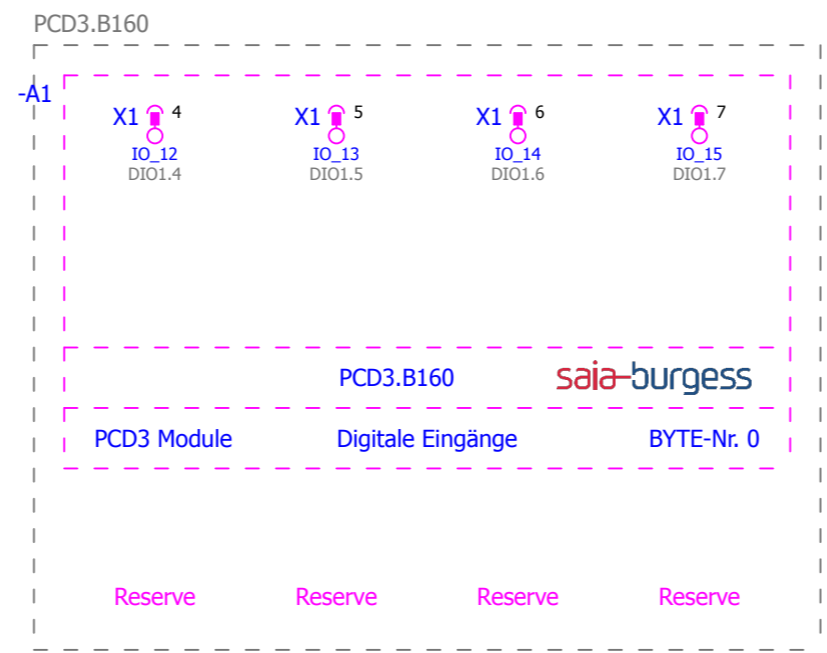 PCD3.B160
-A1
X1 4 X1 5 X1 6 X1 7
IO_12 IO_13 IO_14 IO_15
DIO1.4 DIO1.5 DIO1.6 DIO1.7
PCD3.B160 saia-burgess
PCD3 Module Digitale Eingänge BYTE-Nr. 0
Reserve Reserve Reserve Reserve